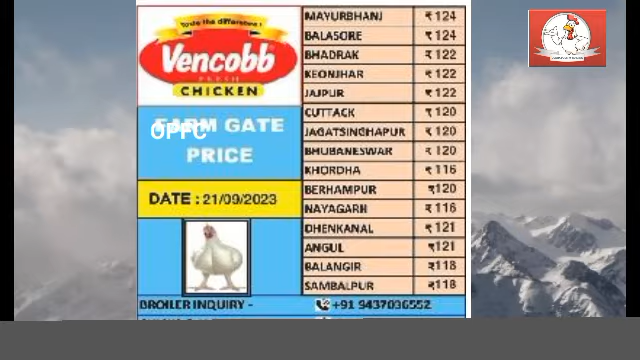 Taste the difference !
Vencobb
FRESH
CHICKEN
FARM GATE
OPFC
PRICE
DATE : 21/09/2023
MAYURBHANJ ₹ 124
BALASORE ₹ 124
BHADRAK ₹ 122
KEONJHAR ₹ 122
JAJPUR ₹ 122
CUTTACK ₹ 120
JAGATSINGHAPUR ₹ 120
BHUBANESWAR ₹ 120
KHORDHA ₹ 116
BERHAMPUR ₹120
NAYAGARH ₹ 116
DHENKANAL ₹ 121
ANGUL ₹121
BALANGIR ₹118
SAMBALPUR ₹118
BROILER INQUIRY - +91 9437036552